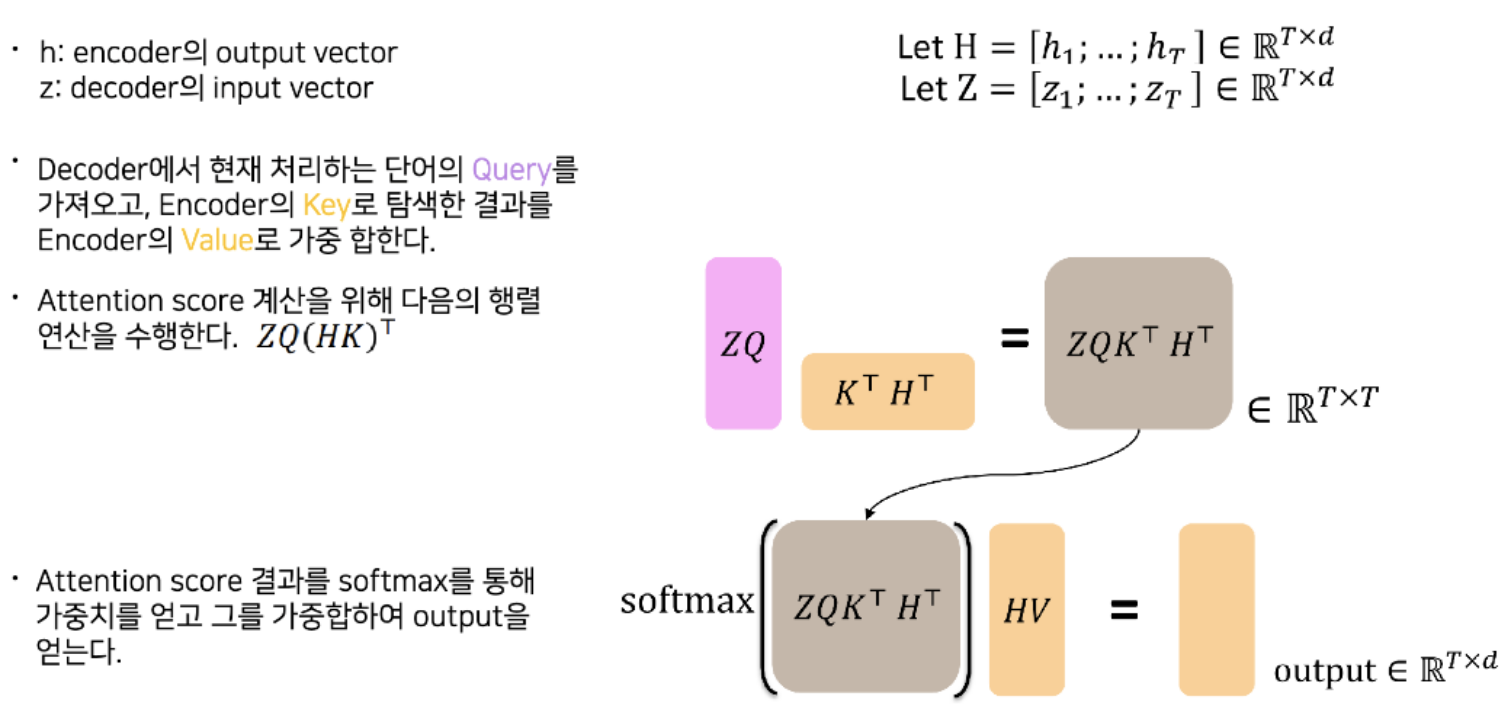 · h: encoder의 output vector
z: decoder의 input vector
Let H = [h₁; … ; h_T] ∈ ℝ^{T×d}
Let Z = [z₁; … ; z_T] ∈ ℝ^{T×d}
· Decoder에서 현재 처리하는 단어의 Query를
가져오고, Encoder의 Key로 탐색한 결과를
Encoder의 Value로 가중 합한다.
· Attention score 계산을 위해 다음의 행렬
연산을 수행한다. ZQ(HK)^⊤
ZQ K^⊤ H^⊤ = ZQK^⊤ H^⊤ ∈ ℝ^{T×T}
· Attention score 결과를 softmax를 통해
가중치를 얻고 그를 가중합하여 output을
얻는다.
softmax(ZQK^⊤ H^⊤) HV = output ∈ ℝ^{T×d}